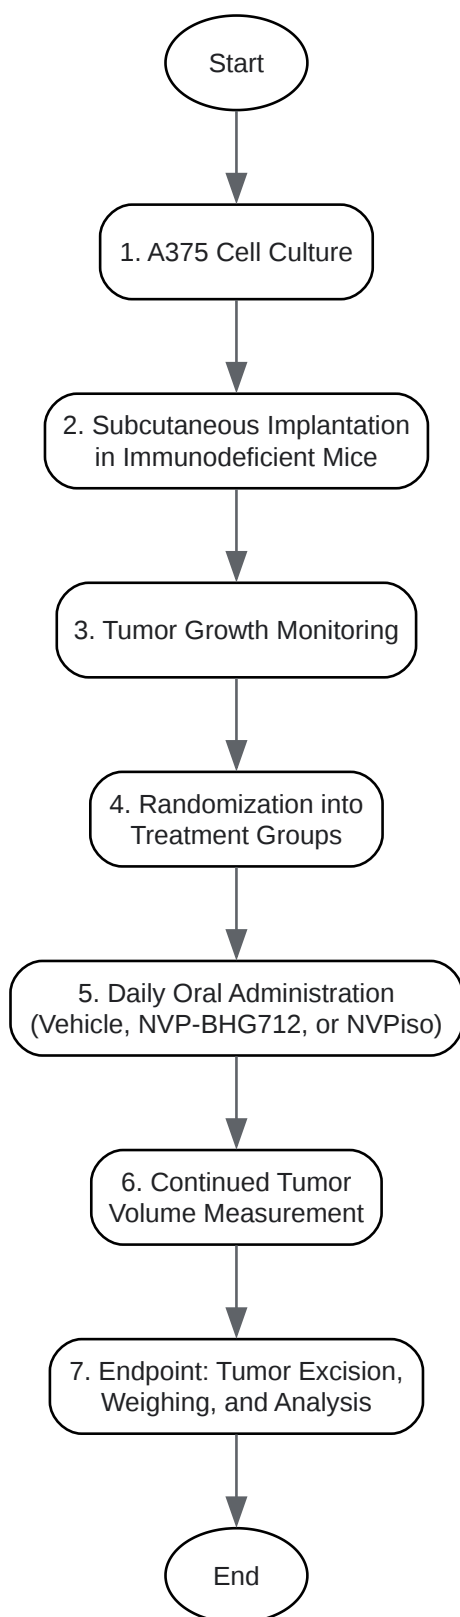 Start
1. A375 Cell Culture
2. Subcutaneous Implantation
in Immunodeficient Mice
3. Tumor Growth Monitoring
4. Randomization into
Treatment Groups
5. Daily Oral Administration
(Vehicle, NVP-BHG712, or NVPiso)
6. Continued Tumor
Volume Measurement
7. Endpoint: Tumor Excision,
Weighing, and Analysis
End